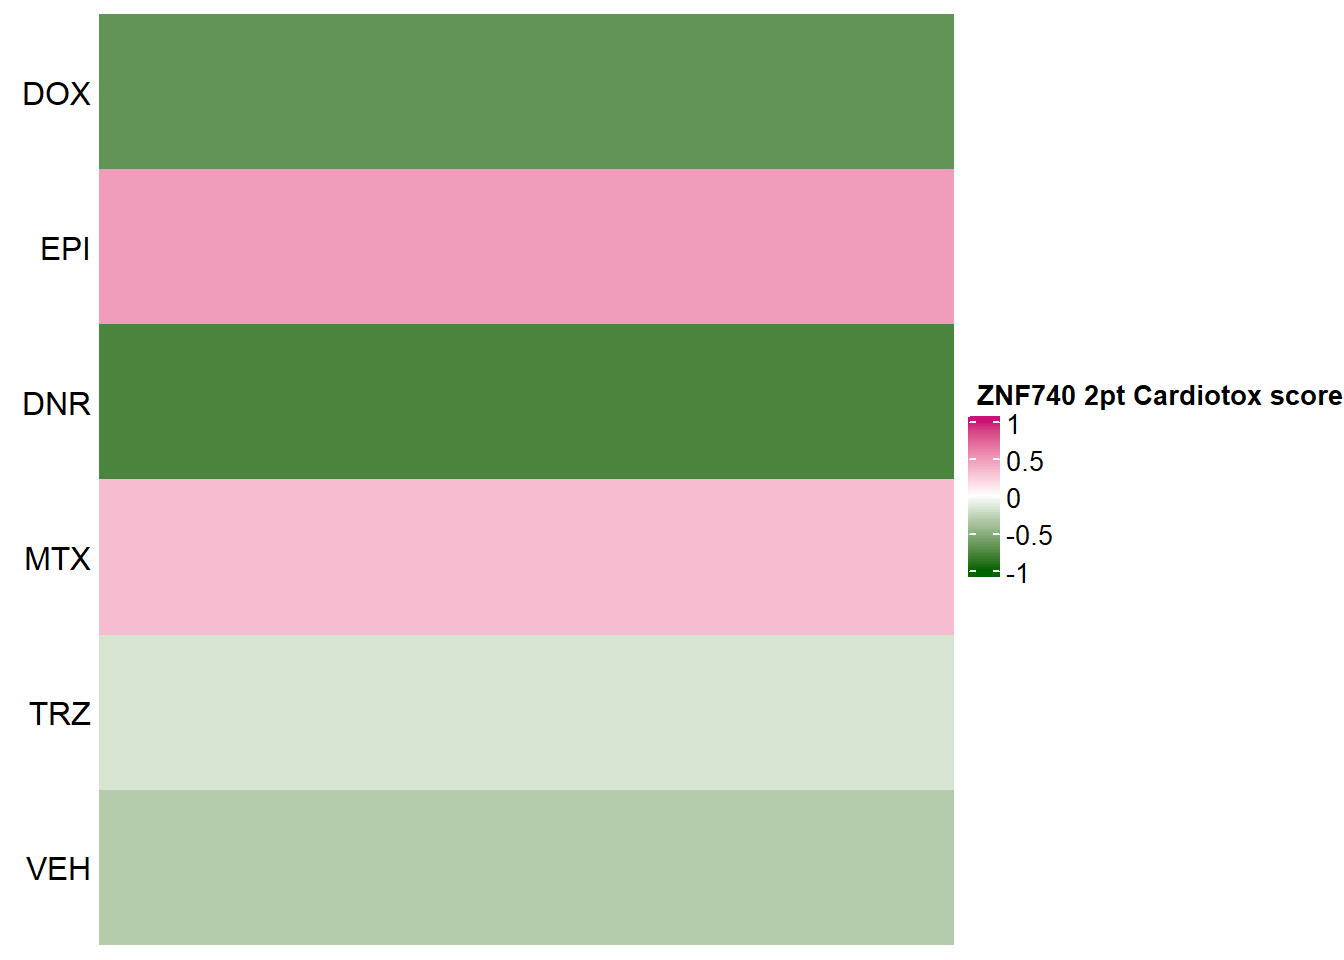 DOX
EPI
DNR
MTX
TRZ
VEH
ZNF740 2pt Cardiotox score
1
0.5
0
-0.5
-1